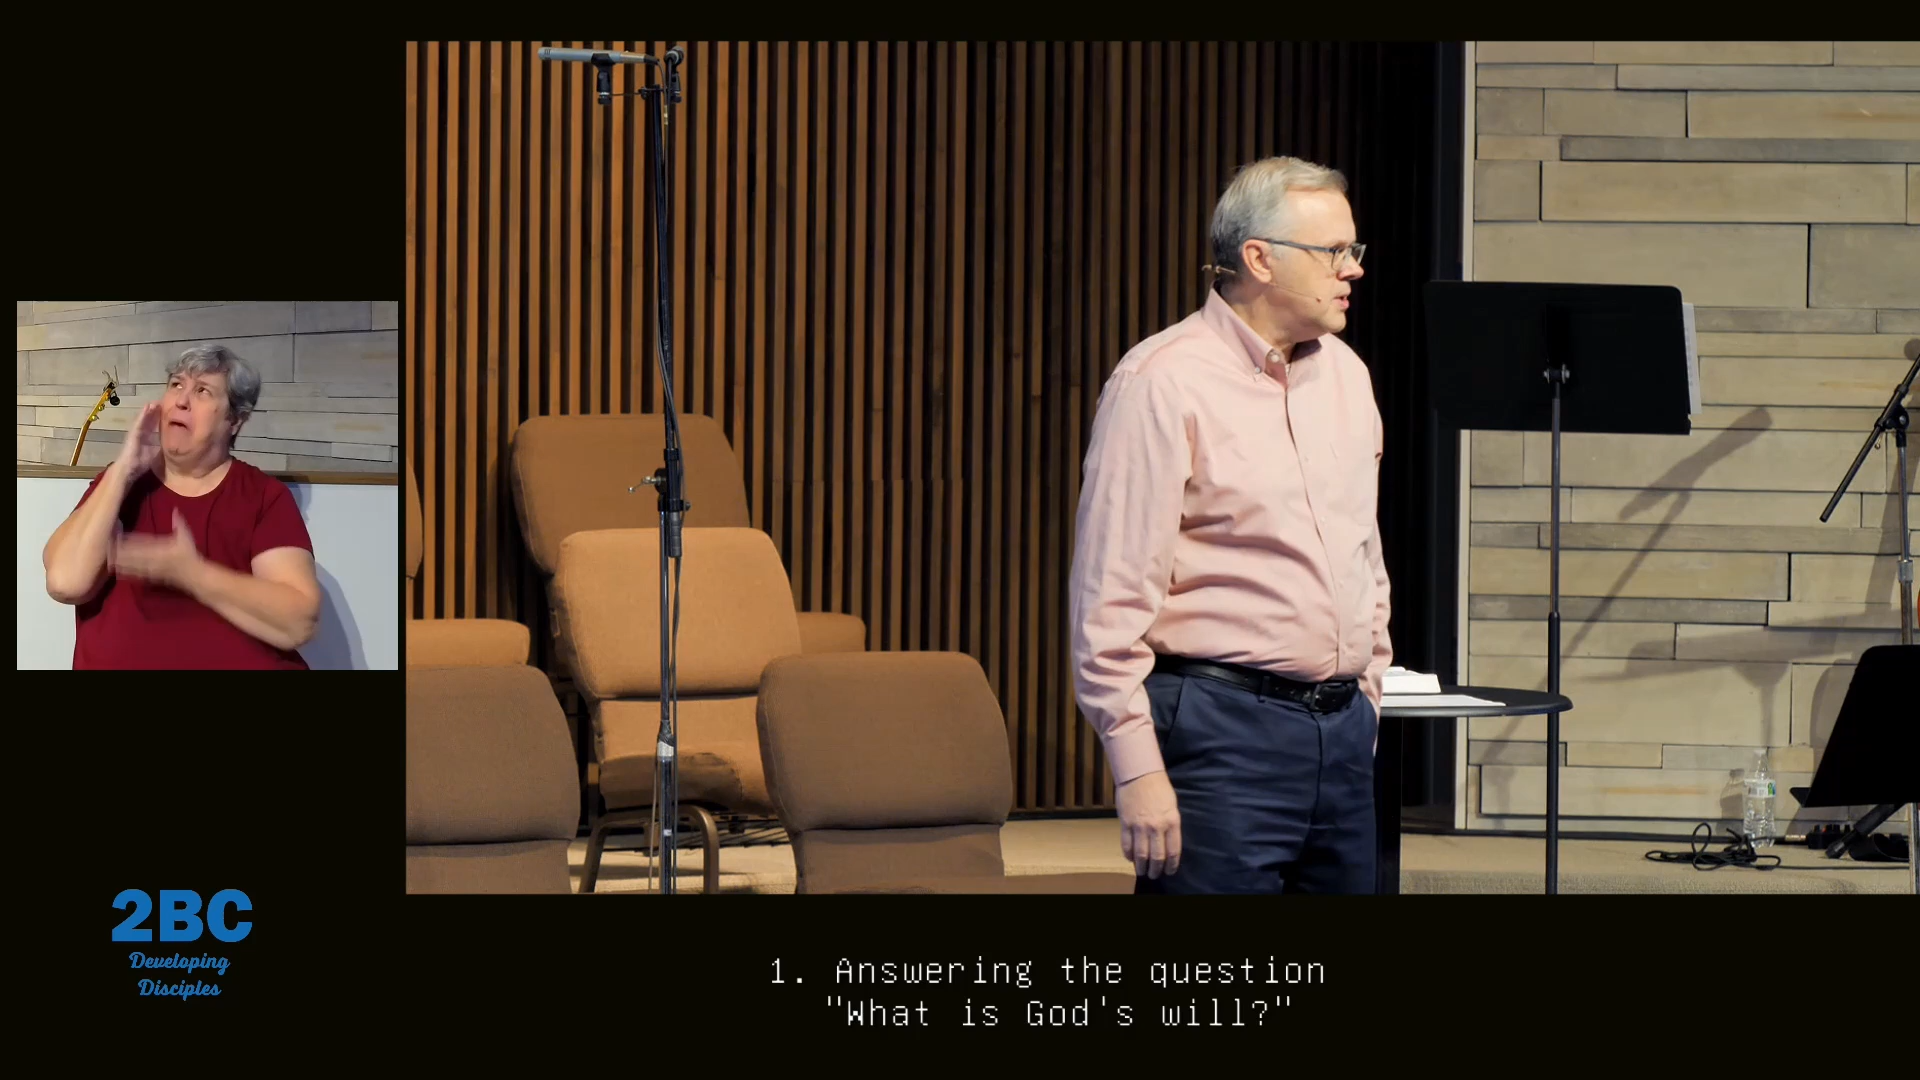 2BC
Developing
Disciples
1. Answering the question
"What is God's will?"